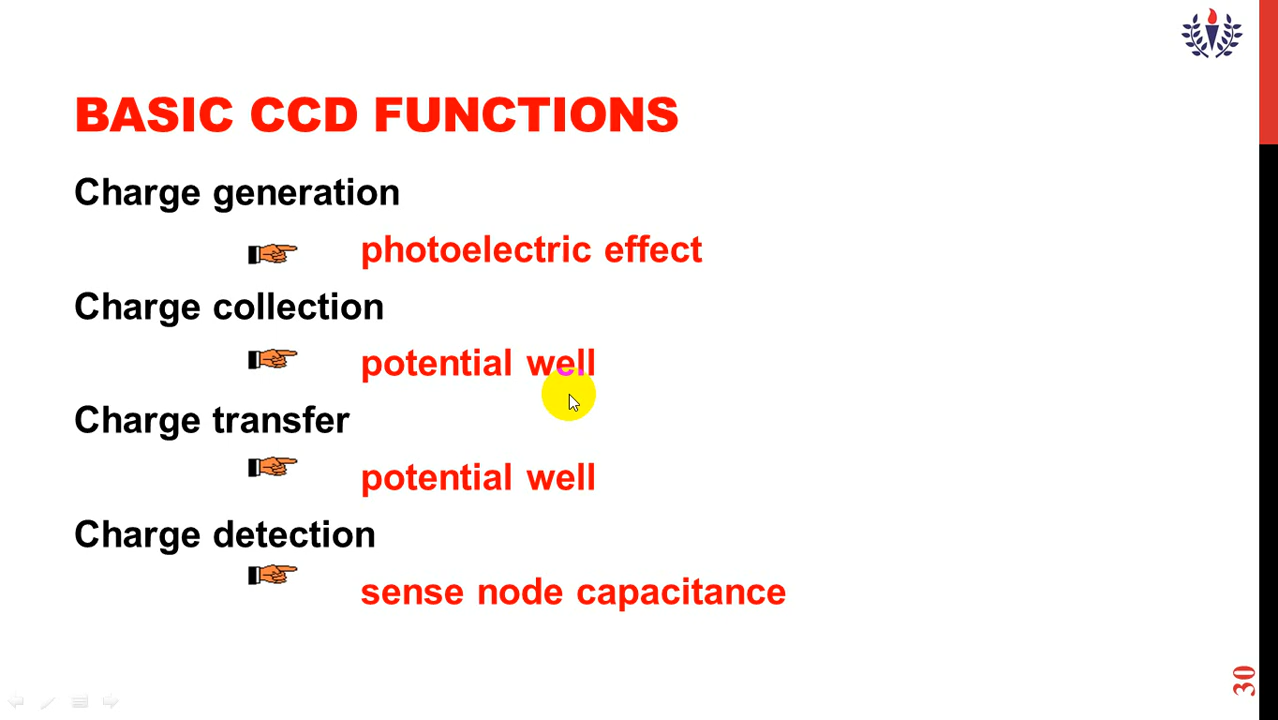 BASIC CCD FUNCTIONS
Charge generation
photoelectric effect
Charge collection
potential well
Charge transfer
potential well
Charge detection
sense node capacitance
30